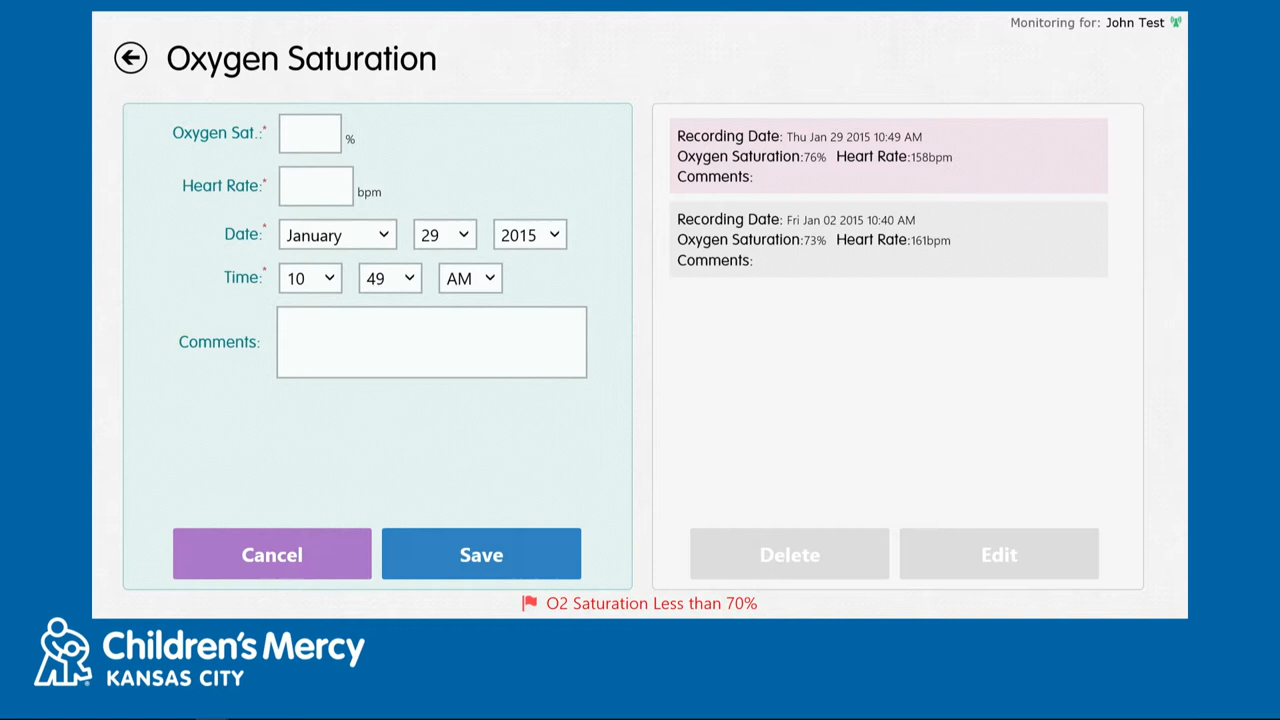 Monitoring for: John Test
Oxygen Saturation
Oxygen Sat.:* %
Heart Rate:* bpm
Date:* January 29 2015
Time:* 10 49 AM
Comments:
Cancel Save
Recording Date: Thu Jan 29 2015 10:49 AM
Oxygen Saturation:76% Heart Rate:158bpm
Comments:
Recording Date: Fri Jan 02 2015 10:40 AM
Oxygen Saturation:73% Heart Rate:161bpm
Comments:
Delete Edit
O2 Saturation Less than 70%
Children's Mercy
KANSAS CITY